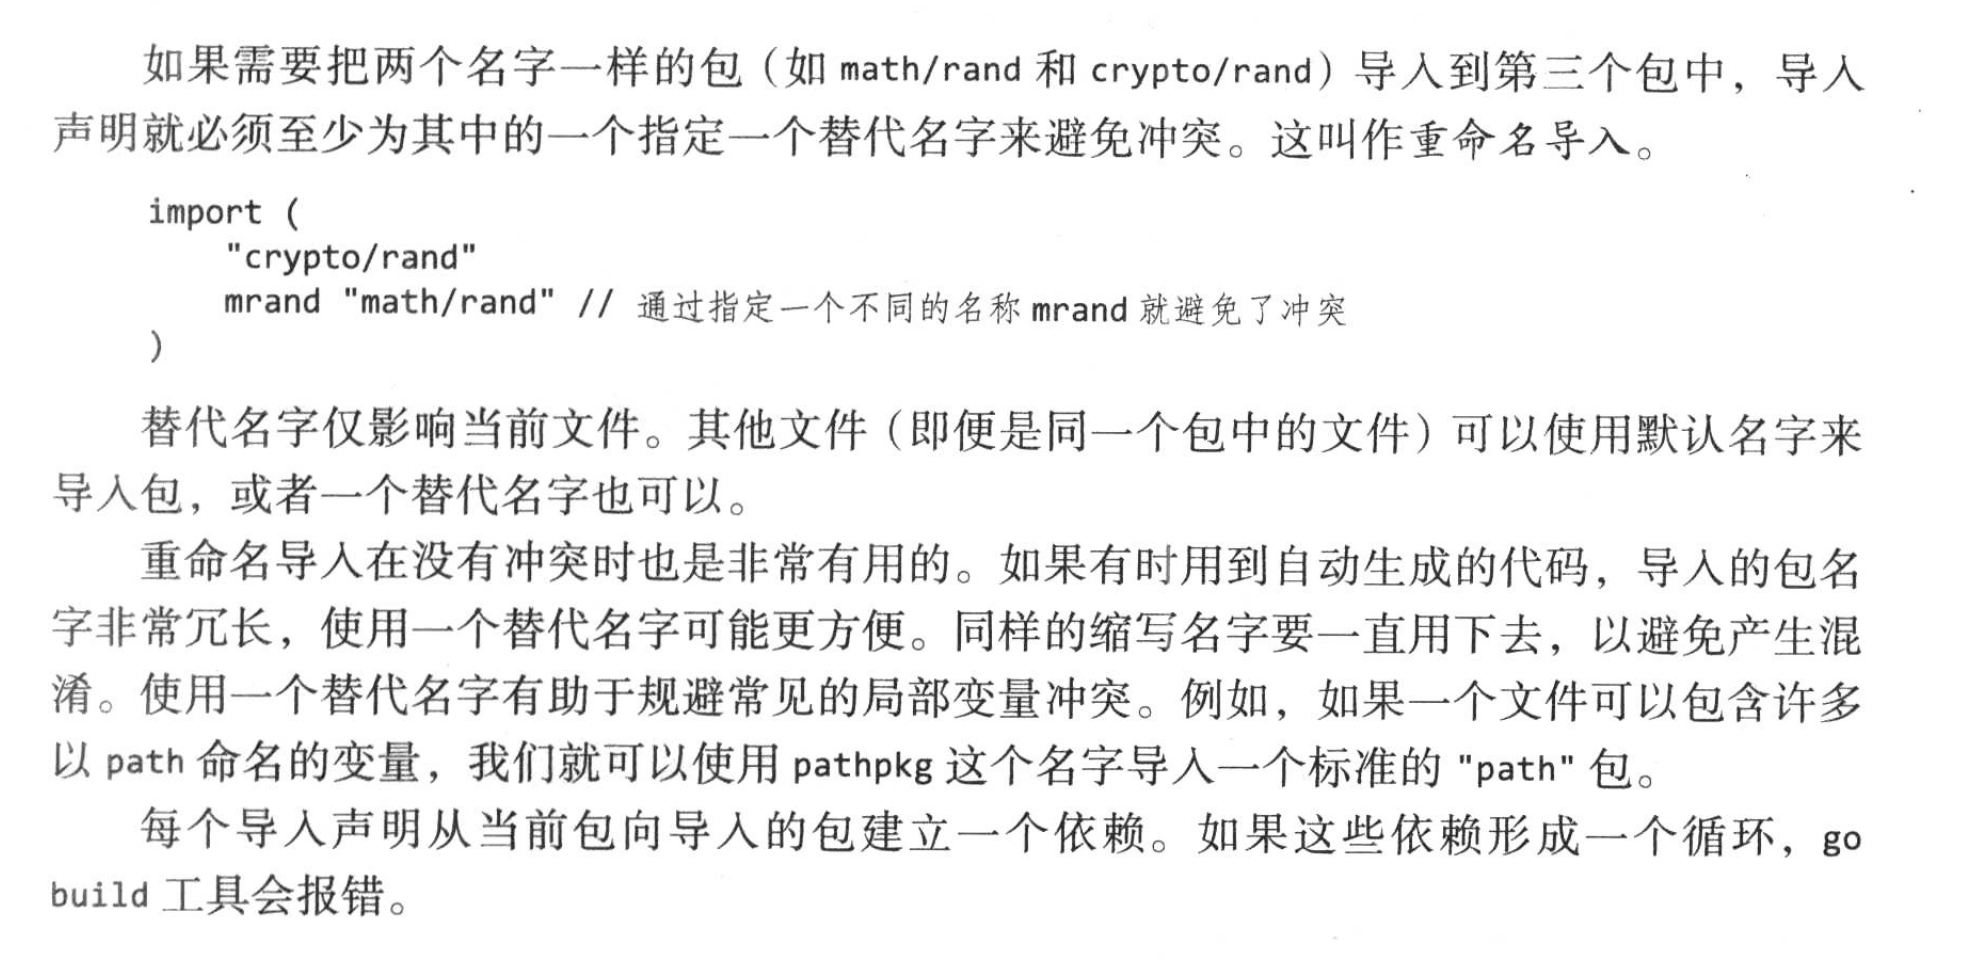 如果需要把两个名字一样的包（如 math/rand 和 crypto/rand）导入到第三个包中，导入
声明就必须至少为其中的一个指定一个替代名字来避免冲突。这叫作重命名导入。
import (
    "crypto/rand"
    mrand "math/rand" // 通过指定一个不同的名称 mrand 就避免了冲突
)
替代名字仅影响当前文件。其他文件（即便是同一个包中的文件）可以使用默认名字来
导入包，或者一个替代名字也可以。
重命名导入在没有冲突时也是非常有用的。如果有时用到自动生成的代码，导入的包名
字非常冗长，使用一个替代名字可能更方便。同样的缩写名字要一直用下去，以避免产生混
淆。使用一个替代名字有助于规避常见的局部变量冲突。例如，如果一个文件可以包含许多
以 path 命名的变量，我们就可以使用 pathpkg 这个名字导入一个标准的 "path" 包。
每个导入声明从当前包向导入的包建立一个依赖。如果这些依赖形成一个循环，go
build 工具会报错。